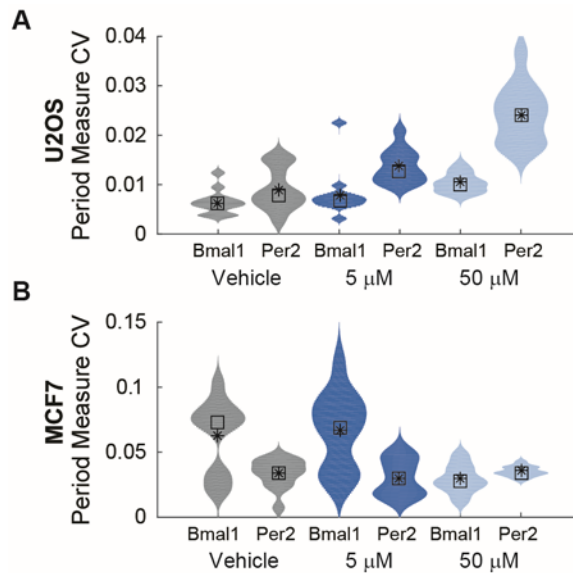 A
U2OS
Period Measure CV
0.04
0.03
0.02
0.01
0
Bmal1 Per2 Bmal1 Per2 Bmal1 Per2
Vehicle 5 μM 50 μM
B
MCF7
Period Measure CV
0.15
0.1
0.05
0
Bmal1 Per2 Bmal1 Per2 Bmal1 Per2
Vehicle 5 μM 50 μM